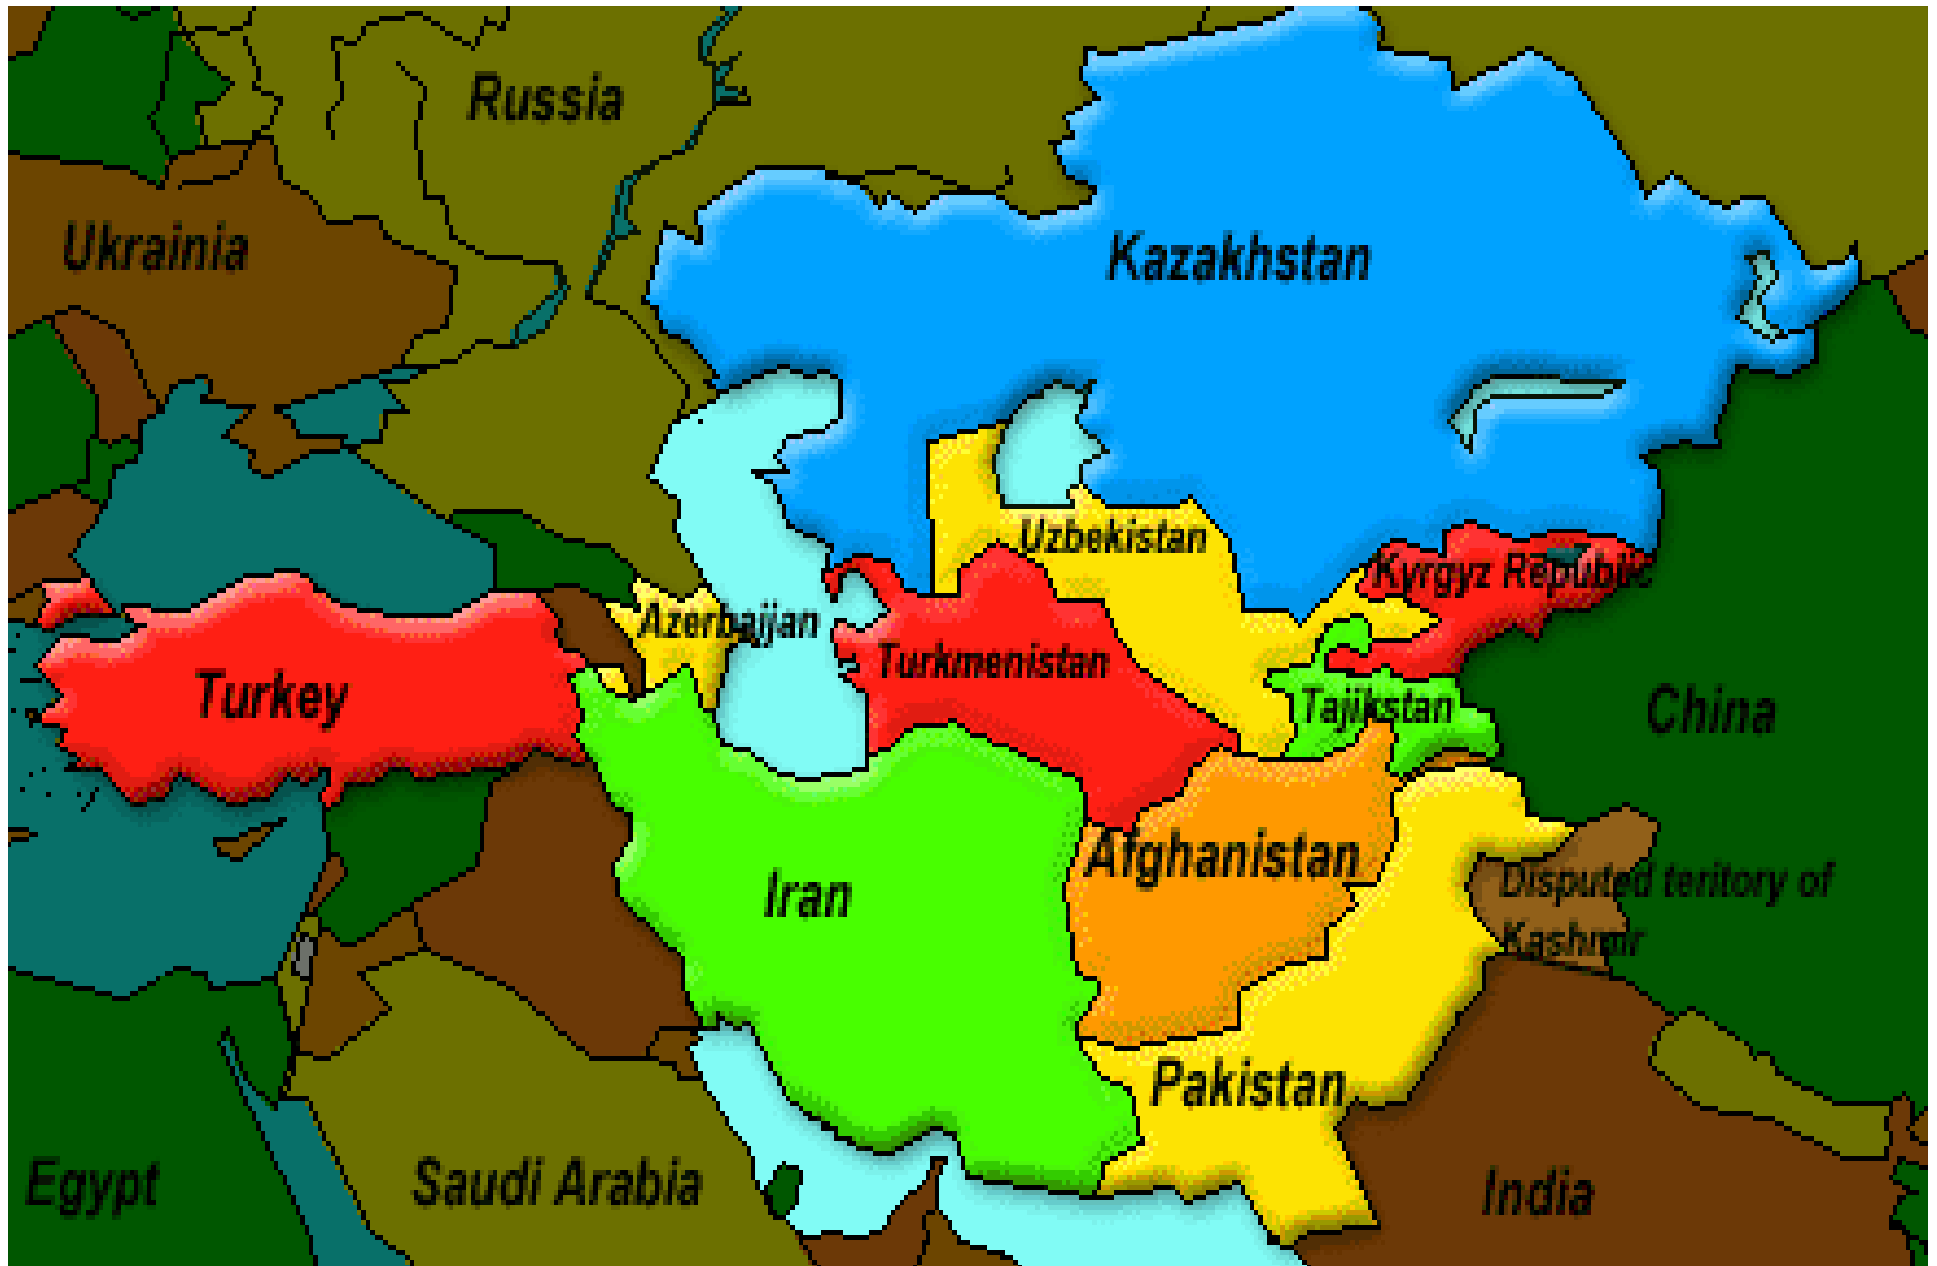 Russia
Ukrainia
Kazakhstan
Uzbekistan
Kyrgyz Republic
Azerbaijan
Turkmenistan
Turkey
Tajikstan
China
Afghanistan
Iran
Disputed teritory of
Kashmir
Pakistan
Egypt
Saudi Arabia
India